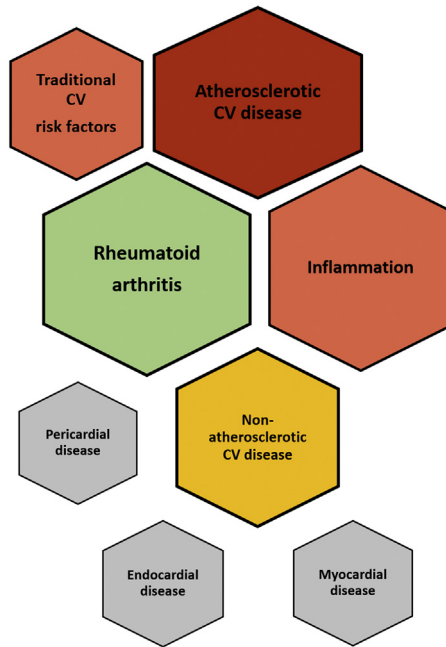 Traditional
CV
risk factors
Atherosclerotic
CV disease
Rheumatoid
arthritis
Inflammation
Non-
atherosclerotic
CV disease
Pericardial
disease
Endocardial
disease
Myocardial
disease